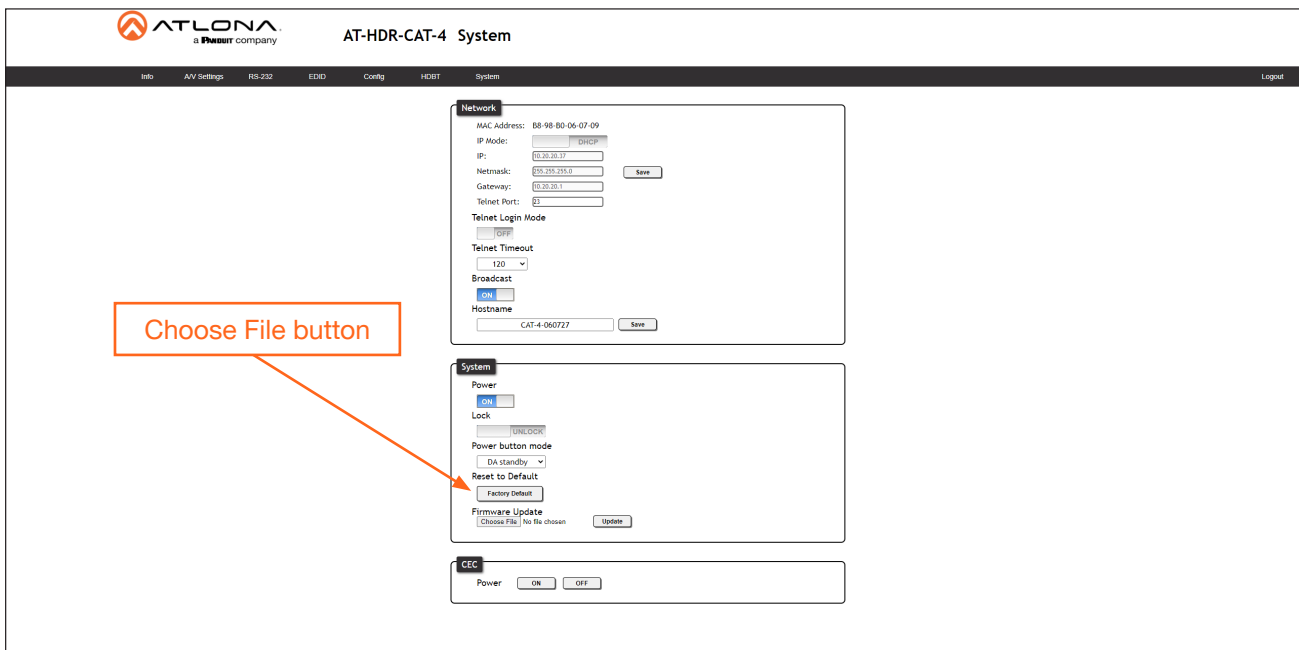 ATLONA.
a PANDUIT company
AT-HDR-CAT-4 System
Info A/V Settings RS-232 EDID Config HDBT System Logout
Network
MAC Address: B8-98-B0-06-07-09
IP Mode: DHCP
IP: 10.20.20.37
Netmask: 255.255.255.0 Save
Gateway: 10.20.20.1
Telnet Port: 23
Telnet Login Mode
OFF
Telnet Timeout
120
Broadcast
ON
Hostname
CAT-4-060727 Save
Choose File button
System
Power
ON
Lock
UNLOCK
Power button mode
DA standby
Reset to Default
Factory Default
Firmware Update
Choose File No file chosen Update
CEC
Power ON OFF